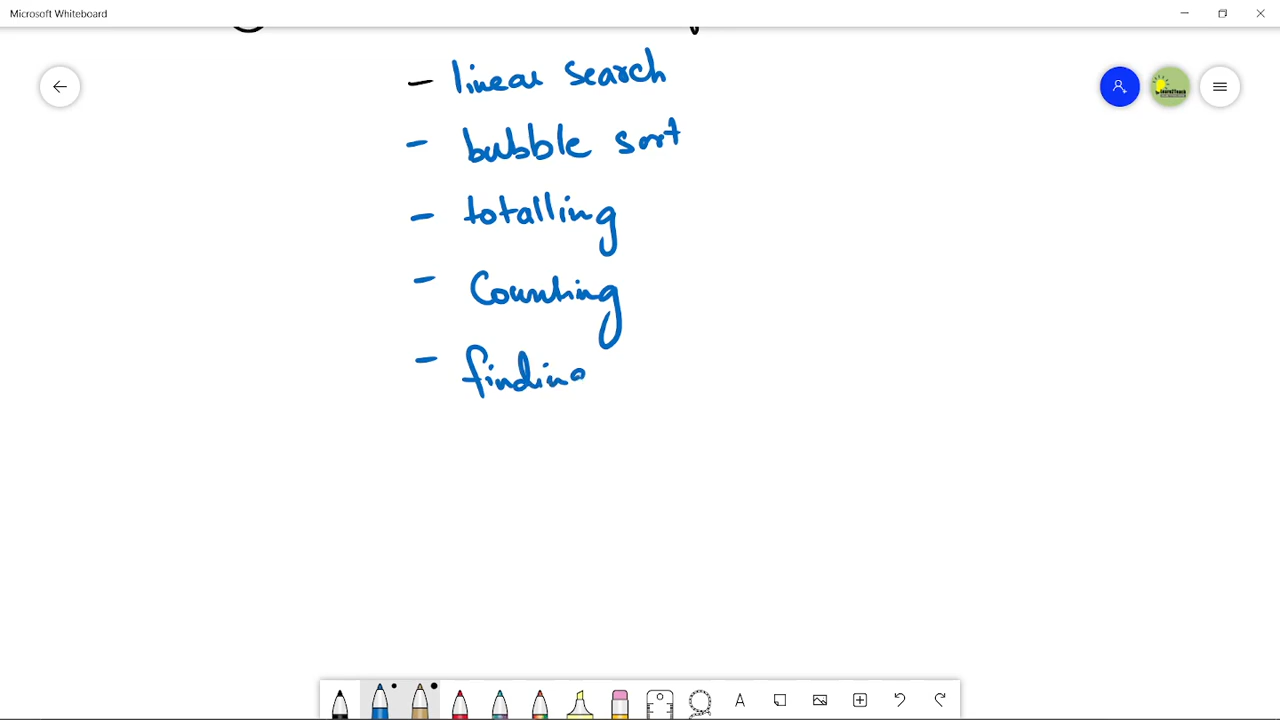 Microsoft Whiteboard
- linear search
- bubble sort
- totalling
- Counting
- findin